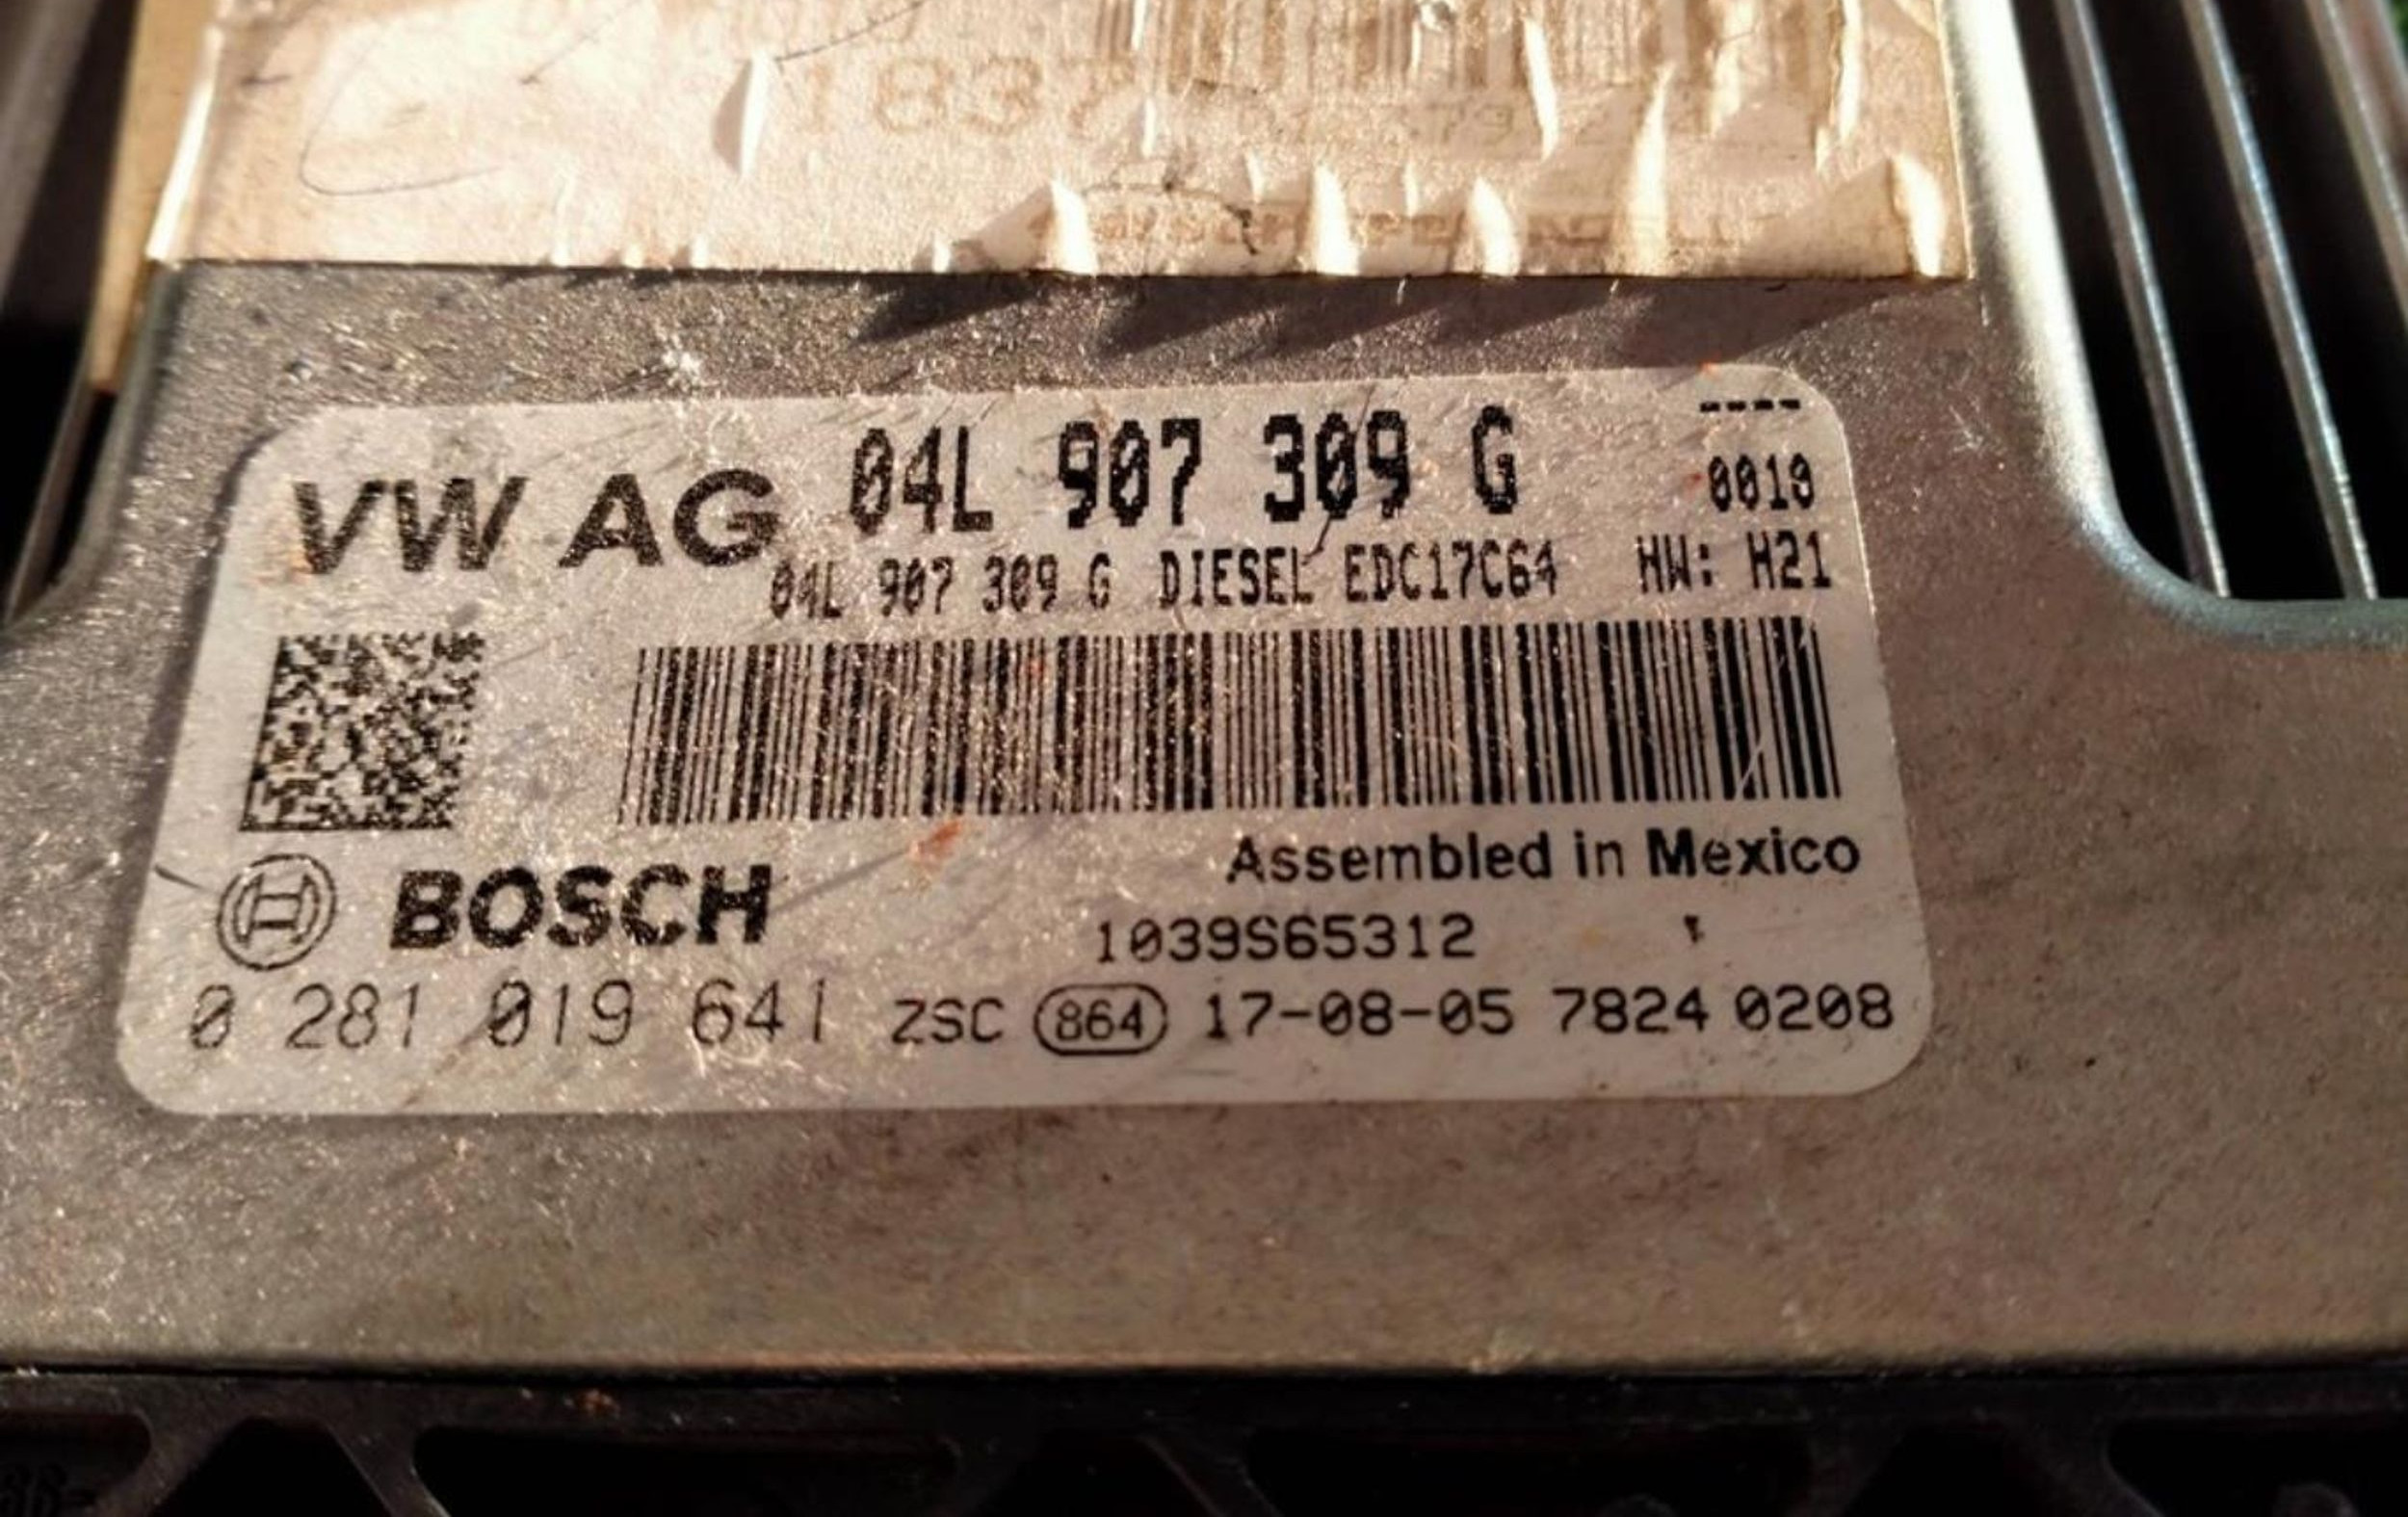 VW AG 04L 907 309 G ----
0010
04L 907 309 G DIESEL EDC17C64 HW: H21
Assembled in Mexico
BOSCH
1039S65312
0 281 019 641 ZSC 864 17-08-05 7824 0208